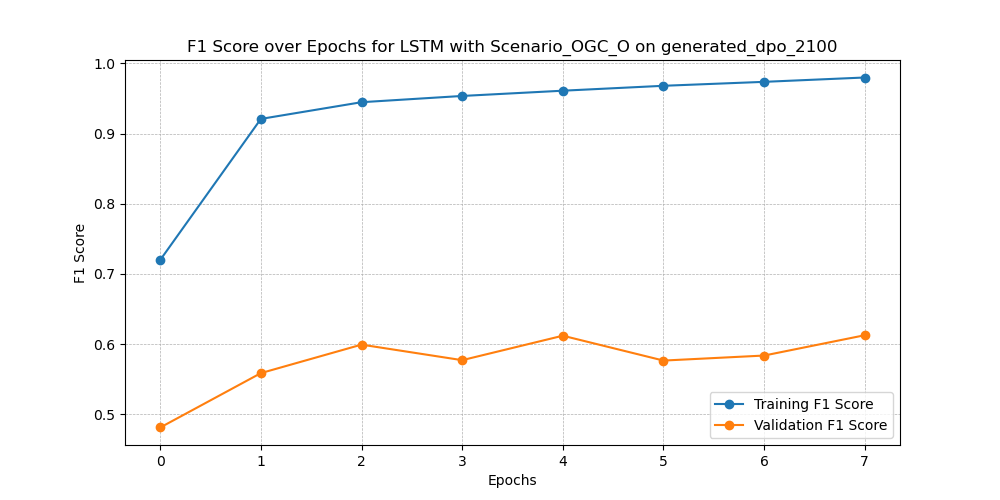 F1 Score over Epochs for LSTM with Scenario_OGC_O on generated_dpo_2100
F1 Score
1.0
0.9
0.8
0.7
0.6
0.5
0 1 2 3 4 5 6 7
Epochs
Training F1 Score
Validation F1 Score